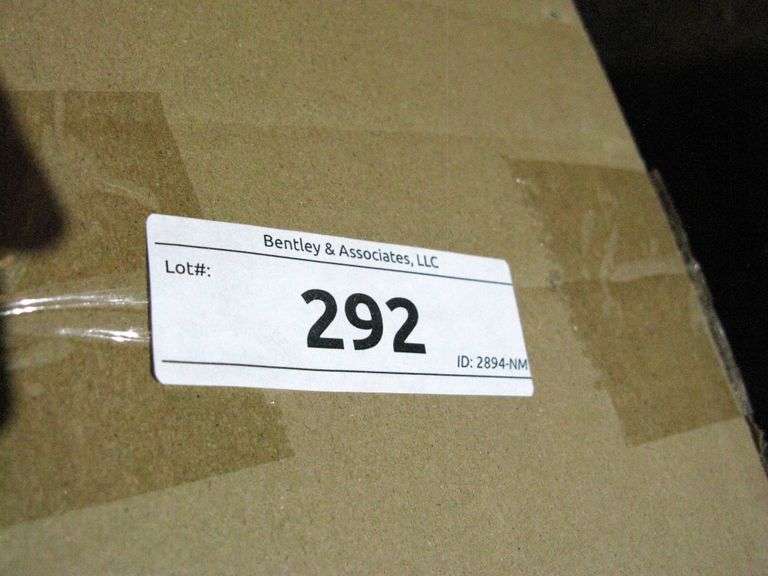 Bentley & Associates, LLC
Lot#:
292
ID: 2894-NM